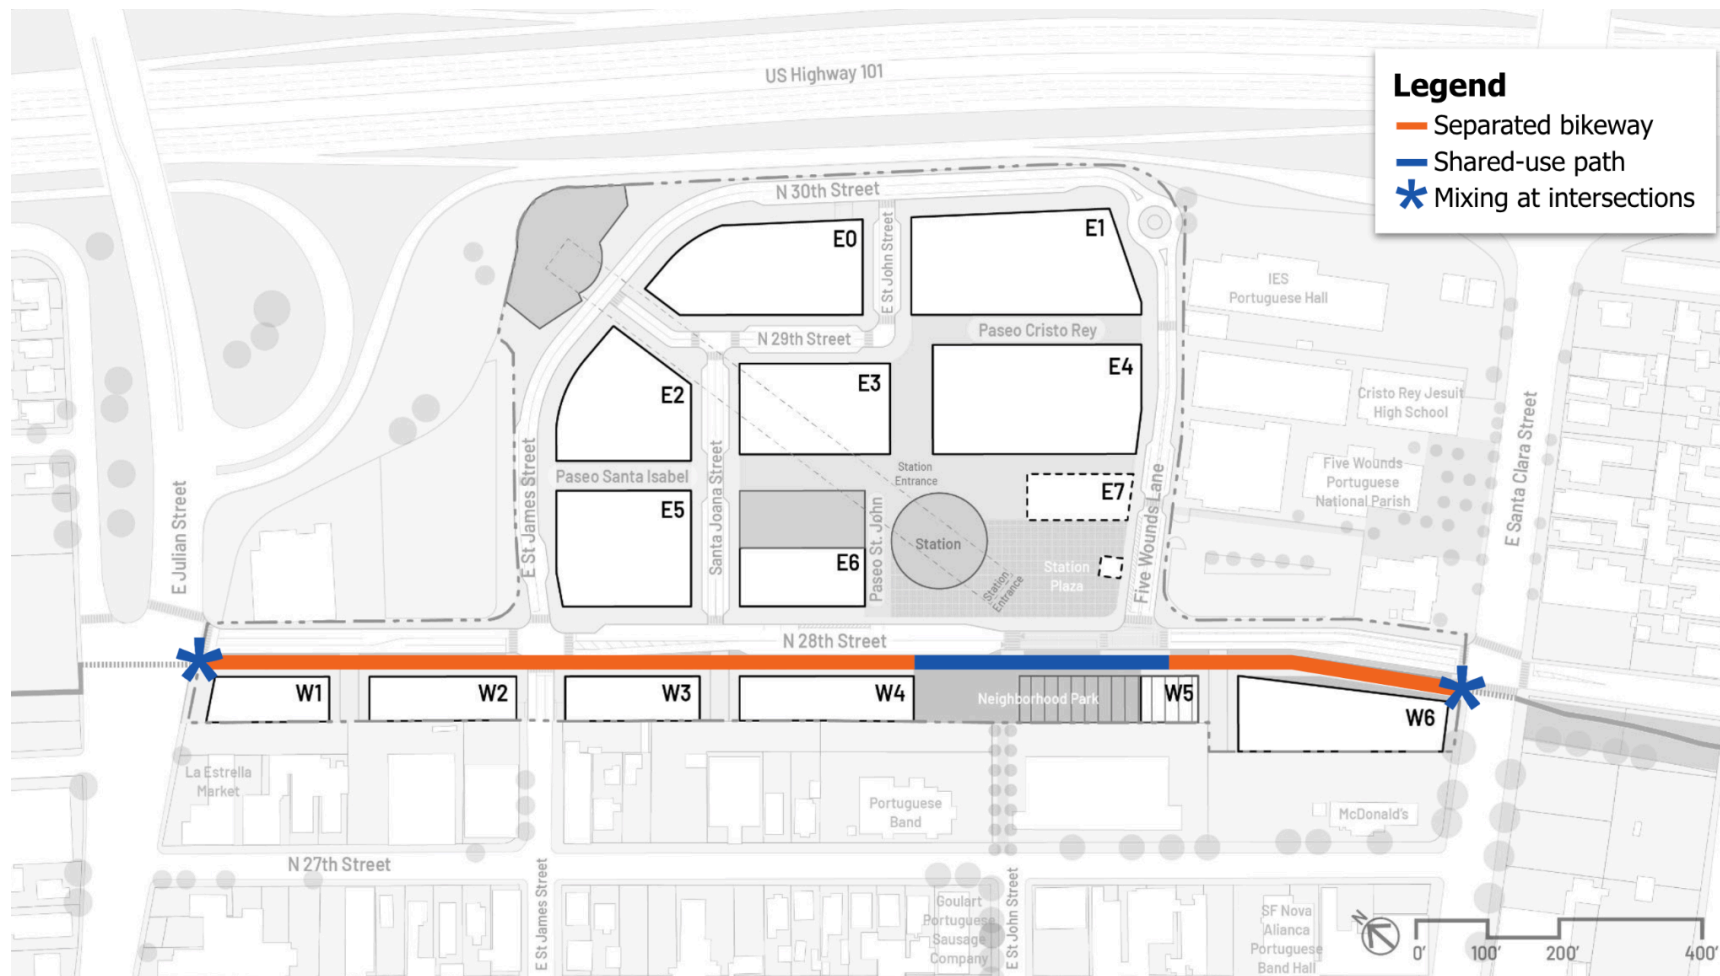 US Highway 101
Legend
Separated bikeway
Shared-use path
Mixing at intersections
N 30th Street
E0
E St John Street
E1
IES
Portuguese Hall
N 29th Street
Paseo Cristo Rey
E2
E3
E4
Cristo Rey Jesuit
High School
E Santa Clara Street
E Julian Street
E St James Street
Paseo Santa Isabel
Santa Joana Street
Station
Entrance
Five Wounds
Portuguese
National Parish
E5
E6
Paseo St. John
Station
Station
Entrance
E7
Station
Plaza
Five Wounds Lane
N 28th Street
W1
W2
W3
W4
Neighborhood Park
W5
W6
La Estrella
Market
Portuguese
Band
McDonald's
N 27th Street
E St James Street
Goulart
Portuguese
Sausage
Company
E St John Street
SF Nova
Alianca
Portuguese
Band Hall
N
0'
100'
200'
400'